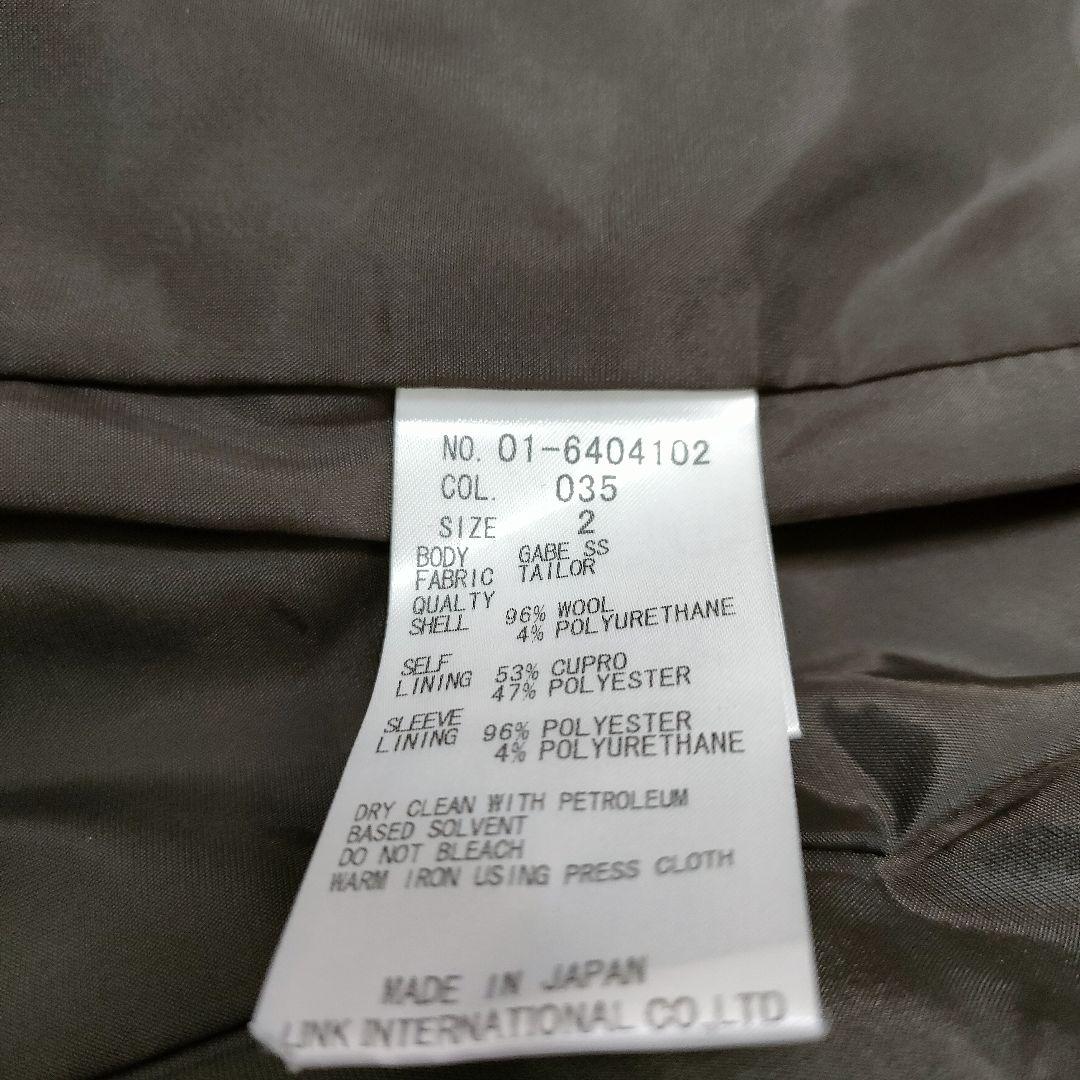 NO. 01-6404102
COL. 035
SIZE 2
BODY GABE SS
FABRIC TAILOR
QUALTY
SHELL 96% WOOL
4% POLYURETHANE
SELF
LINING 53% CUPRO
47% POLYESTER
SLEEVE
LINING 96% POLYESTER
4% POLYURETHANE
DRY CLEAN WITH PETROLEUM
BASED SOLVENT
DO NOT BLEACH
WARM IRON USING PRESS CLOTH
MADE IN JAPAN
LINK INTERNATIONAL CO.,LTD